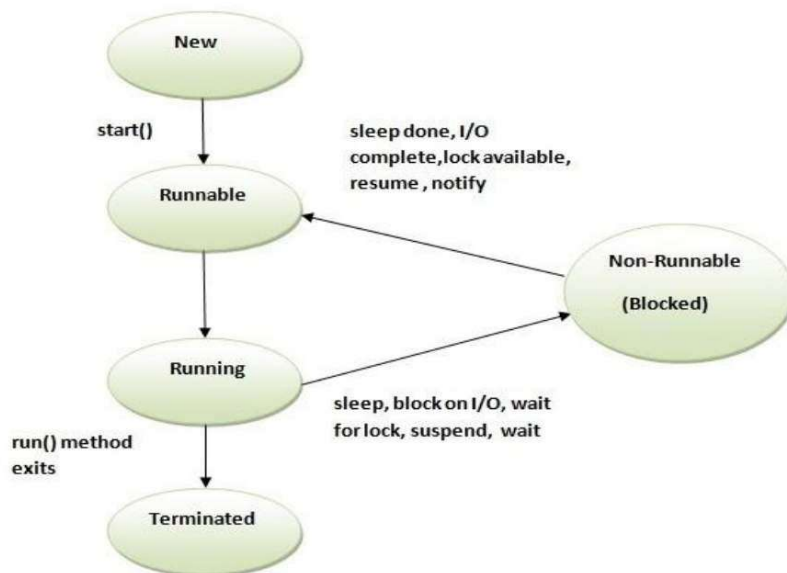 New
start()
sleep done, I/O
complete,lock available,
resume , notify
Runnable
Non-Runnable
(Blocked)
Running
sleep, block on I/O, wait
for lock, suspend, wait
run() method
exits
Terminated